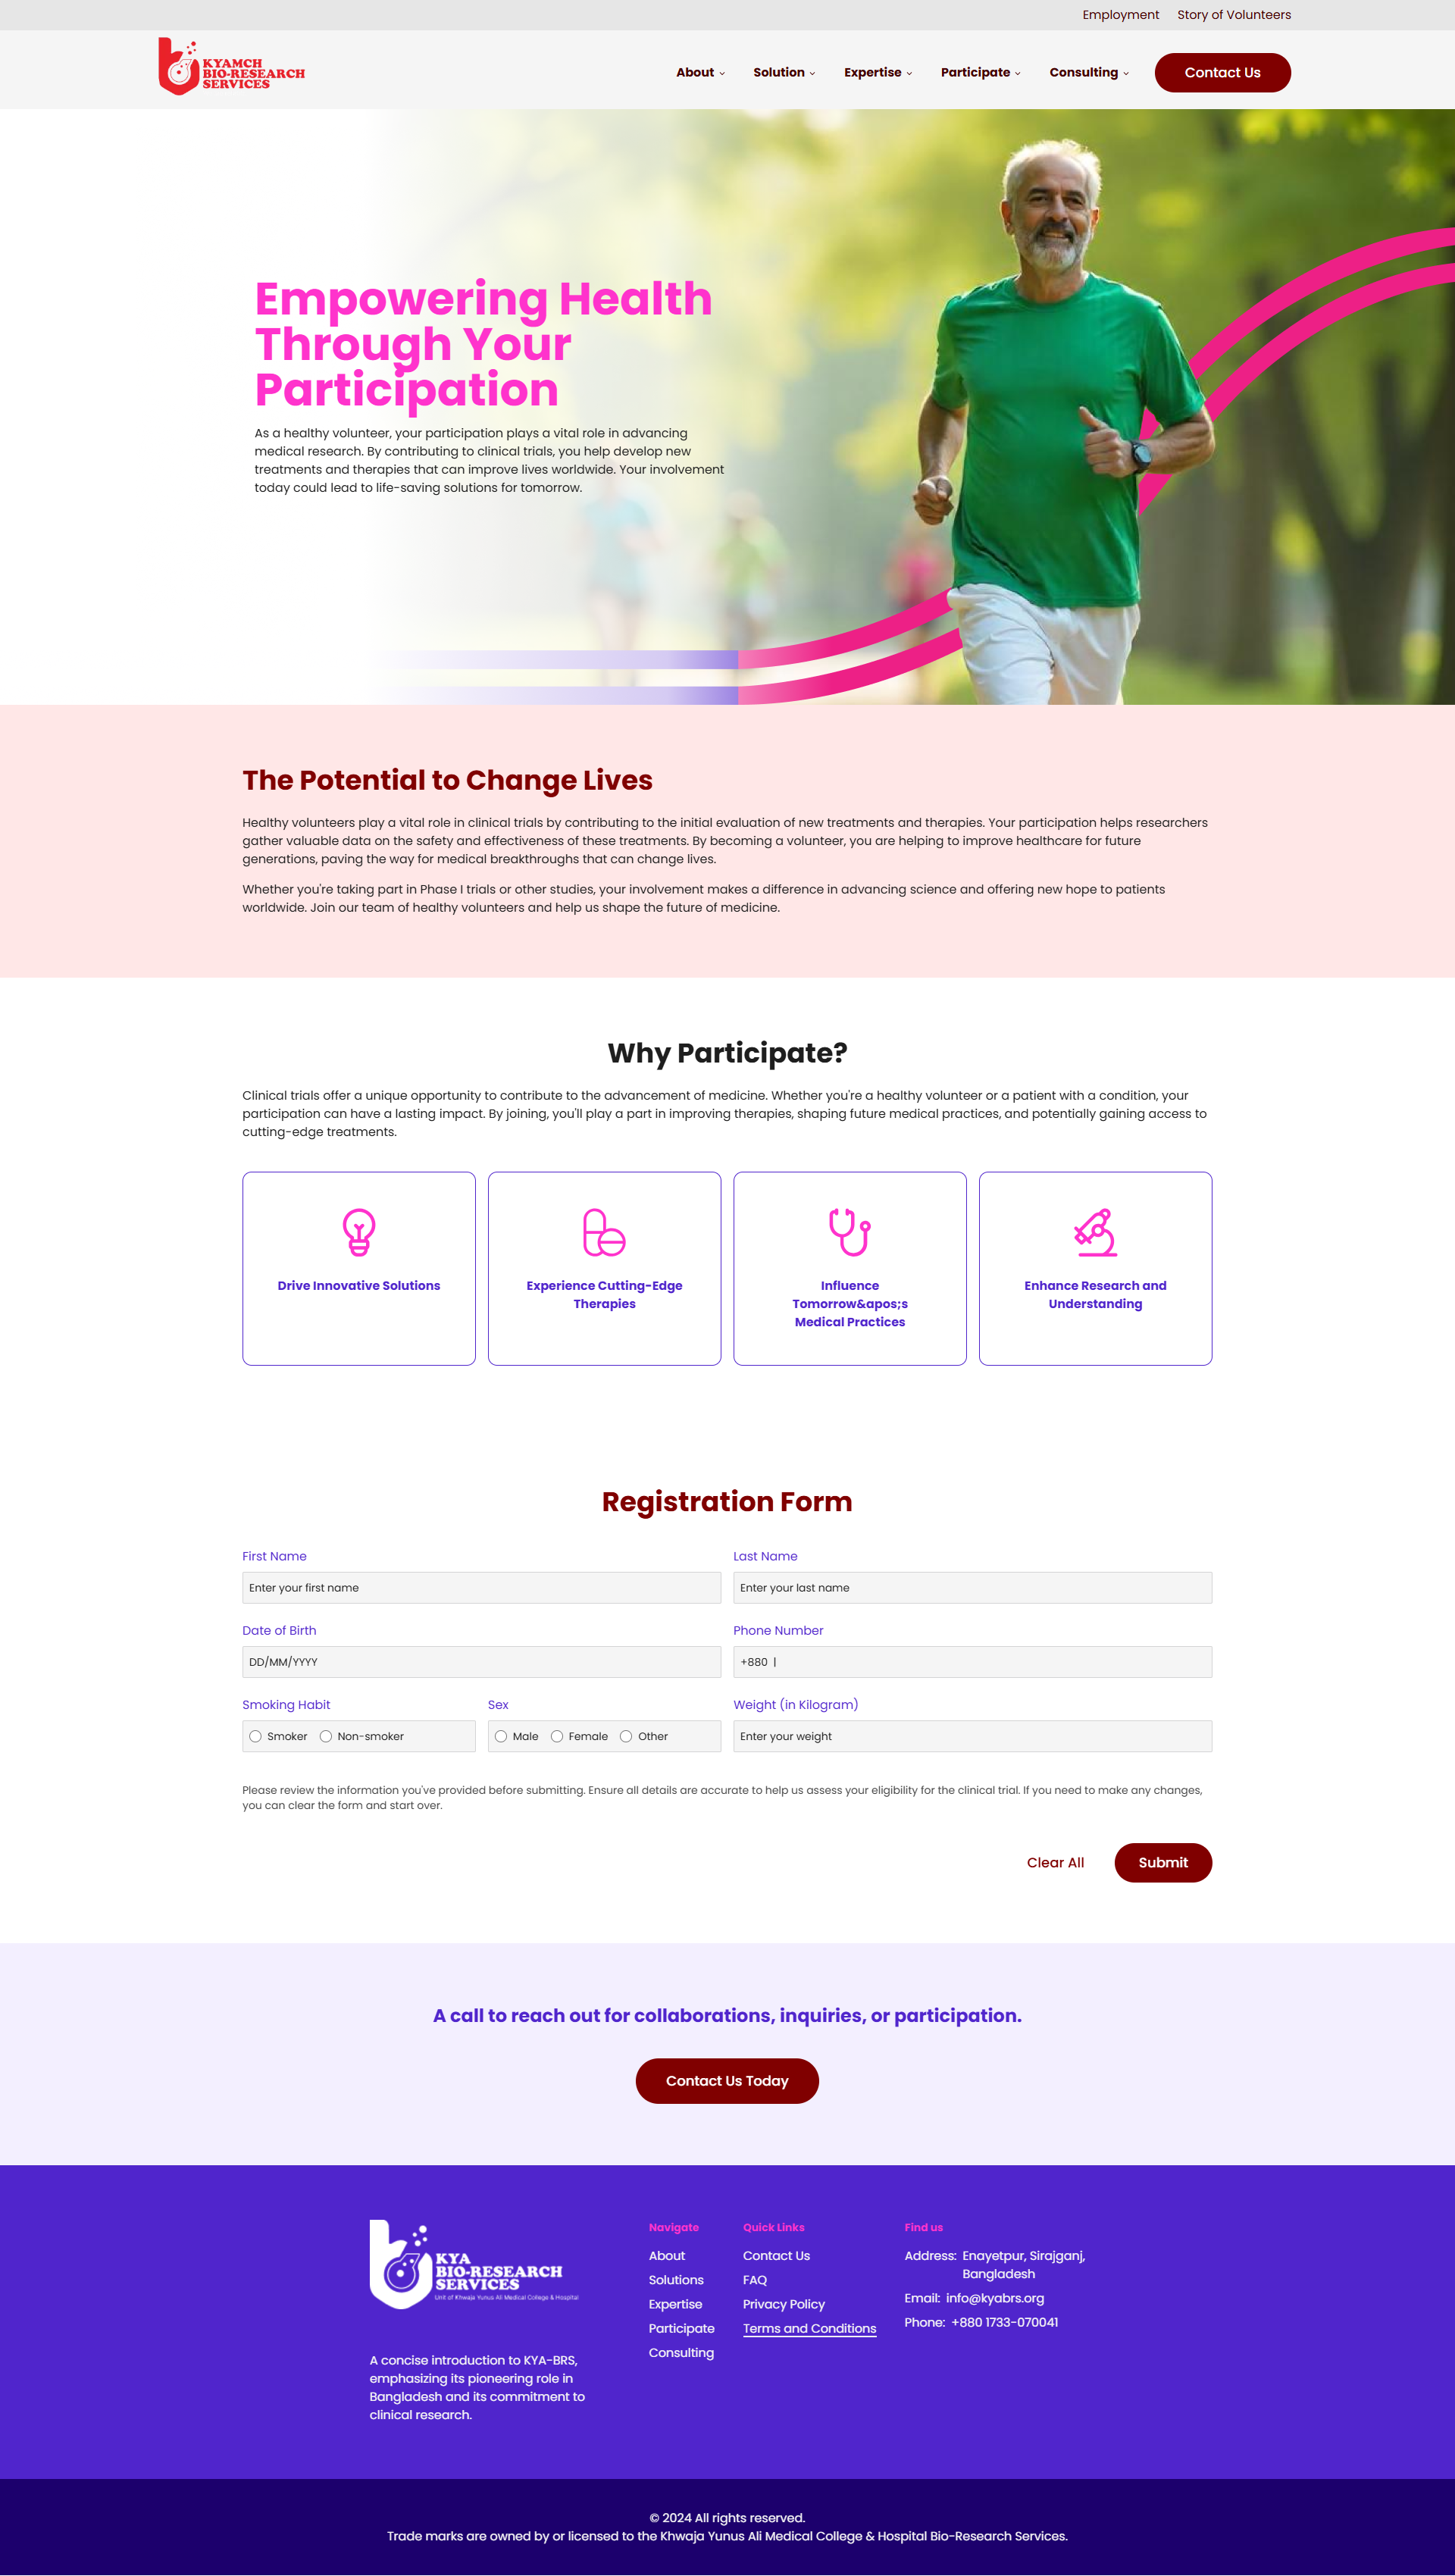 Employment Story of Volunteers
KYAMCH
BIO-RESEARCH
SERVICES
About Solution Expertise Participate Consulting Contact Us
Empowering Health
Through Your
Participation
As a healthy volunteer, your participation plays a vital role in advancing
medical research. By contributing to clinical trials, you help develop new
treatments and therapies that can improve lives worldwide. Your involvement
today could lead to life-saving solutions for tomorrow.
The Potential to Change Lives
Healthy volunteers play a vital role in clinical trials by contributing to the initial evaluation of new treatments and therapies. Your participation helps researchers
gather valuable data on the safety and effectiveness of these treatments. By becoming a volunteer, you are helping to improve healthcare for future
generations, paving the way for medical breakthroughs that can change lives.
Whether you're taking part in Phase I trials or other studies, your involvement makes a difference in advancing science and offering new hope to patients
worldwide. Join our team of healthy volunteers and help us shape the future of medicine.
Why Participate?
Clinical trials offer a unique opportunity to contribute to the advancement of medicine. Whether you're a healthy volunteer or a patient with a condition, your
participation can have a lasting impact. By joining, you'll play a part in improving therapies, shaping future medical practices, and potentially gaining access to
cutting-edge treatments.
Drive Innovative Solutions
Experience Cutting-Edge
Therapies
Influence
Tomorrow&apos;s
Medical Practices
Enhance Research and
Understanding
Registration Form
First Name
Enter your first name
Last Name
Enter your last name
Date of Birth
DD/MM/YYYY
Phone Number
+880 |
Smoking Habit
Smoker Non-smoker
Sex
Male Female Other
Weight (in Kilogram)
Enter your weight
Please review the information you've provided before submitting. Ensure all details are accurate to help us assess your eligibility for the clinical trial. If you need to make any changes,
you can clear the form and start over.
Clear All Submit
A call to reach out for collaborations, inquiries, or participation.
Contact Us Today
KYA
BIO-RESEARCH
SERVICES
Unit of Khwaja Yunus Ali Medical College & Hospital
A concise introduction to KYA-BRS,
emphasizing its pioneering role in
Bangladesh and its commitment to
clinical research.
Navigate
About
Solutions
Expertise
Participate
Consulting
Quick Links
Contact Us
FAQ
Privacy Policy
Terms and Conditions
Find us
Address: Enayetpur, Sirajganj,
Bangladesh
Email: info@kyabrs.org
Phone: +880 1733-070041
© 2024 All rights reserved.
Trade marks are owned by or licensed to the Khwaja Yunus Ali Medical College & Hospital Bio-Research Services.